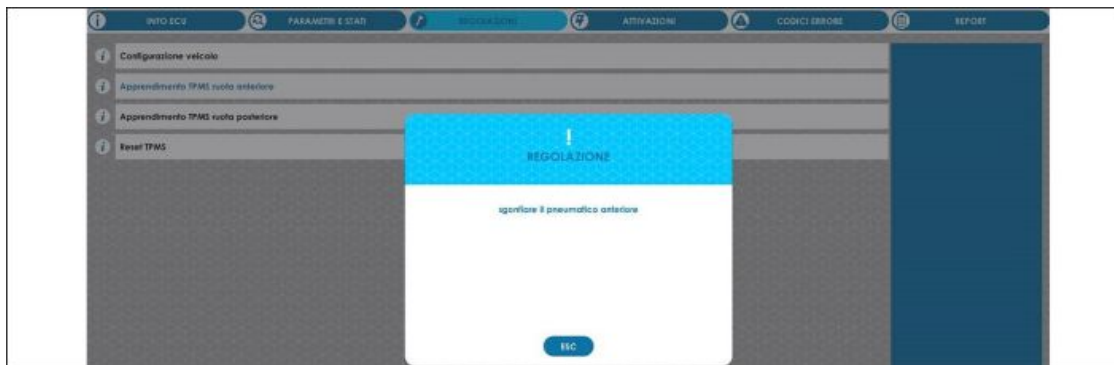 INFO ECU
PARAMETRI E STATI
REGOLAZIONI
ATTIVAZIONI
CODICI ERRORE
REPORT
Configurazione veicolo
Apprendimento TPMS ruota anteriore
Apprendimento TPMS ruota posteriore
Reset TPMS
!
REGOLAZIONE
sgonfiare il pneumatico anteriore
ESC